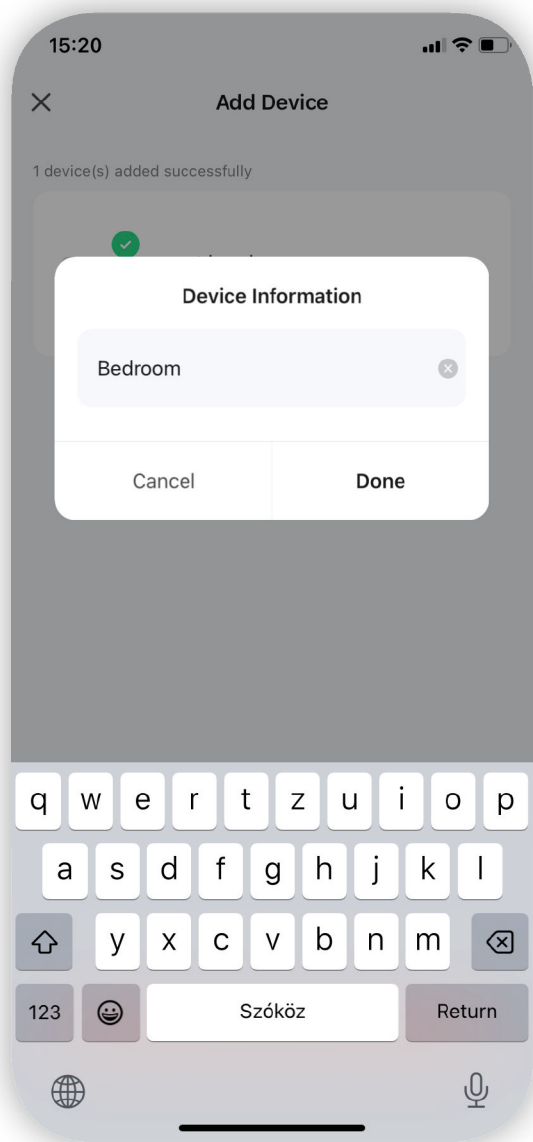 15:20
Add Device
1 device(s) added successfully
Device Information
Bedroom
Cancel
Done
q w e r t z u i o p
a s d f g h j k l
y x c v b n m
123
Szóköz
Return